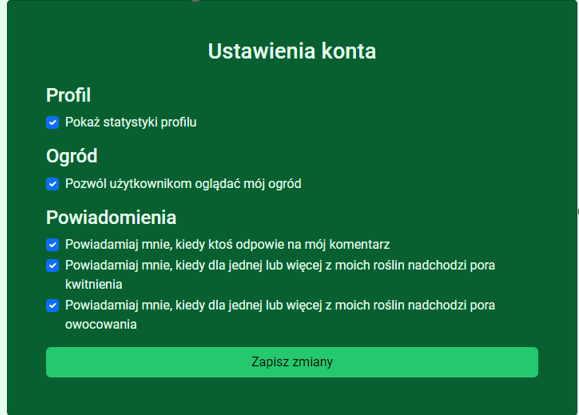 Ustawienia konta
Profil
Pokaż statystyki profilu
Ogród
Pozwól użytkownikom oglądać mój ogród
Powiadomienia
Powiadamiaj mnie, kiedy ktoś odpowie na mój komentarz
Powiadamiaj mnie, kiedy dla jednej lub więcej z moich roślin nadchodzi pora
kwitnienia
Powiadamiaj mnie, kiedy dla jednej lub więcej z moich roślin nadchodzi pora
owocowania
Zapisz zmiany